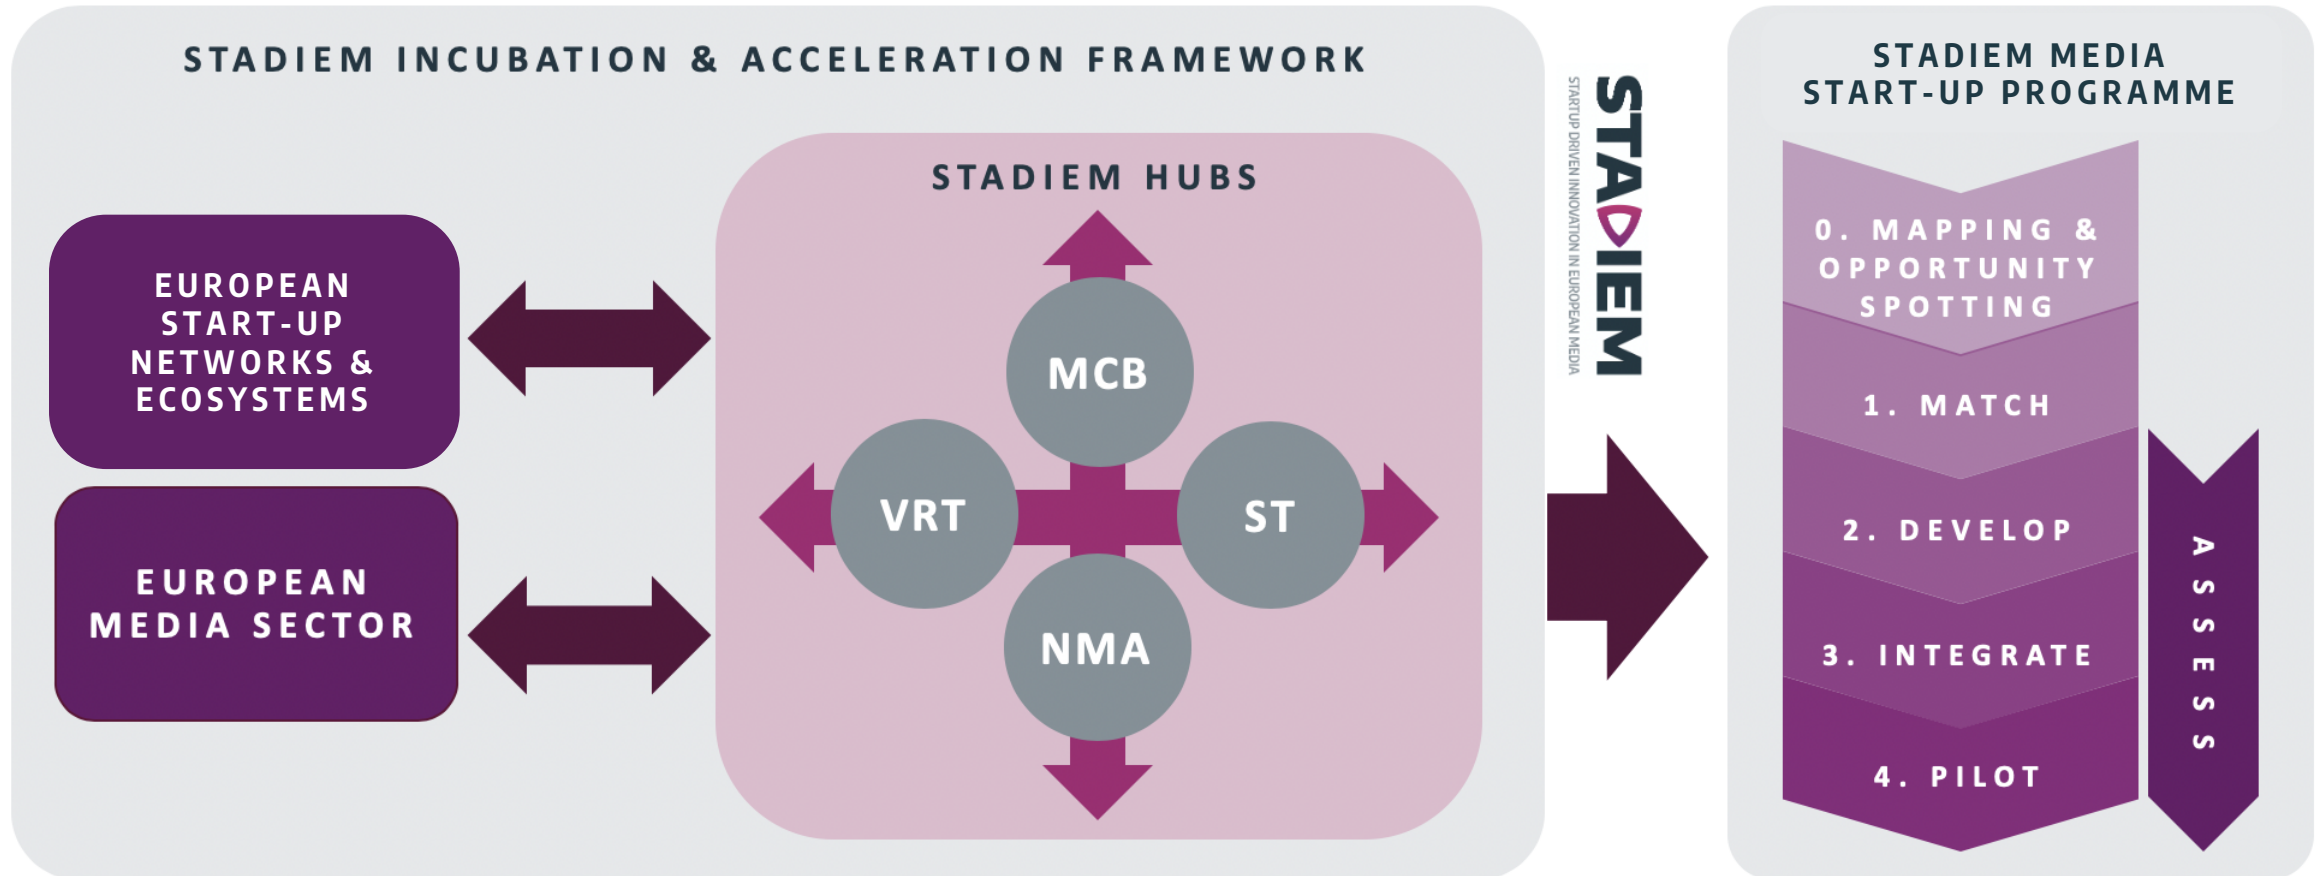 STADIEM INCUBATION & ACCELERATION FRAMEWORK
EUROPEAN
START-UP
NETWORKS &
ECOSYSTEMS
EUROPEAN
MEDIA SECTOR
STADIEM HUBS
MCB
VRT
ST
NMA
STADIEM
STARTUP DRIVEN INNOVATION IN EUROPEAN MEDIA
STADIEM MEDIA
START-UP PROGRAMME
0. MAPPING &
OPPORTUNITY
SPOTTING
1. MATCH
2. DEVELOP
3. INTEGRATE
4. PILOT
ASSESS